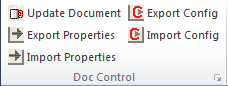 Update Document Export Config
Export Properties Import Config
Import Properties
Doc Control